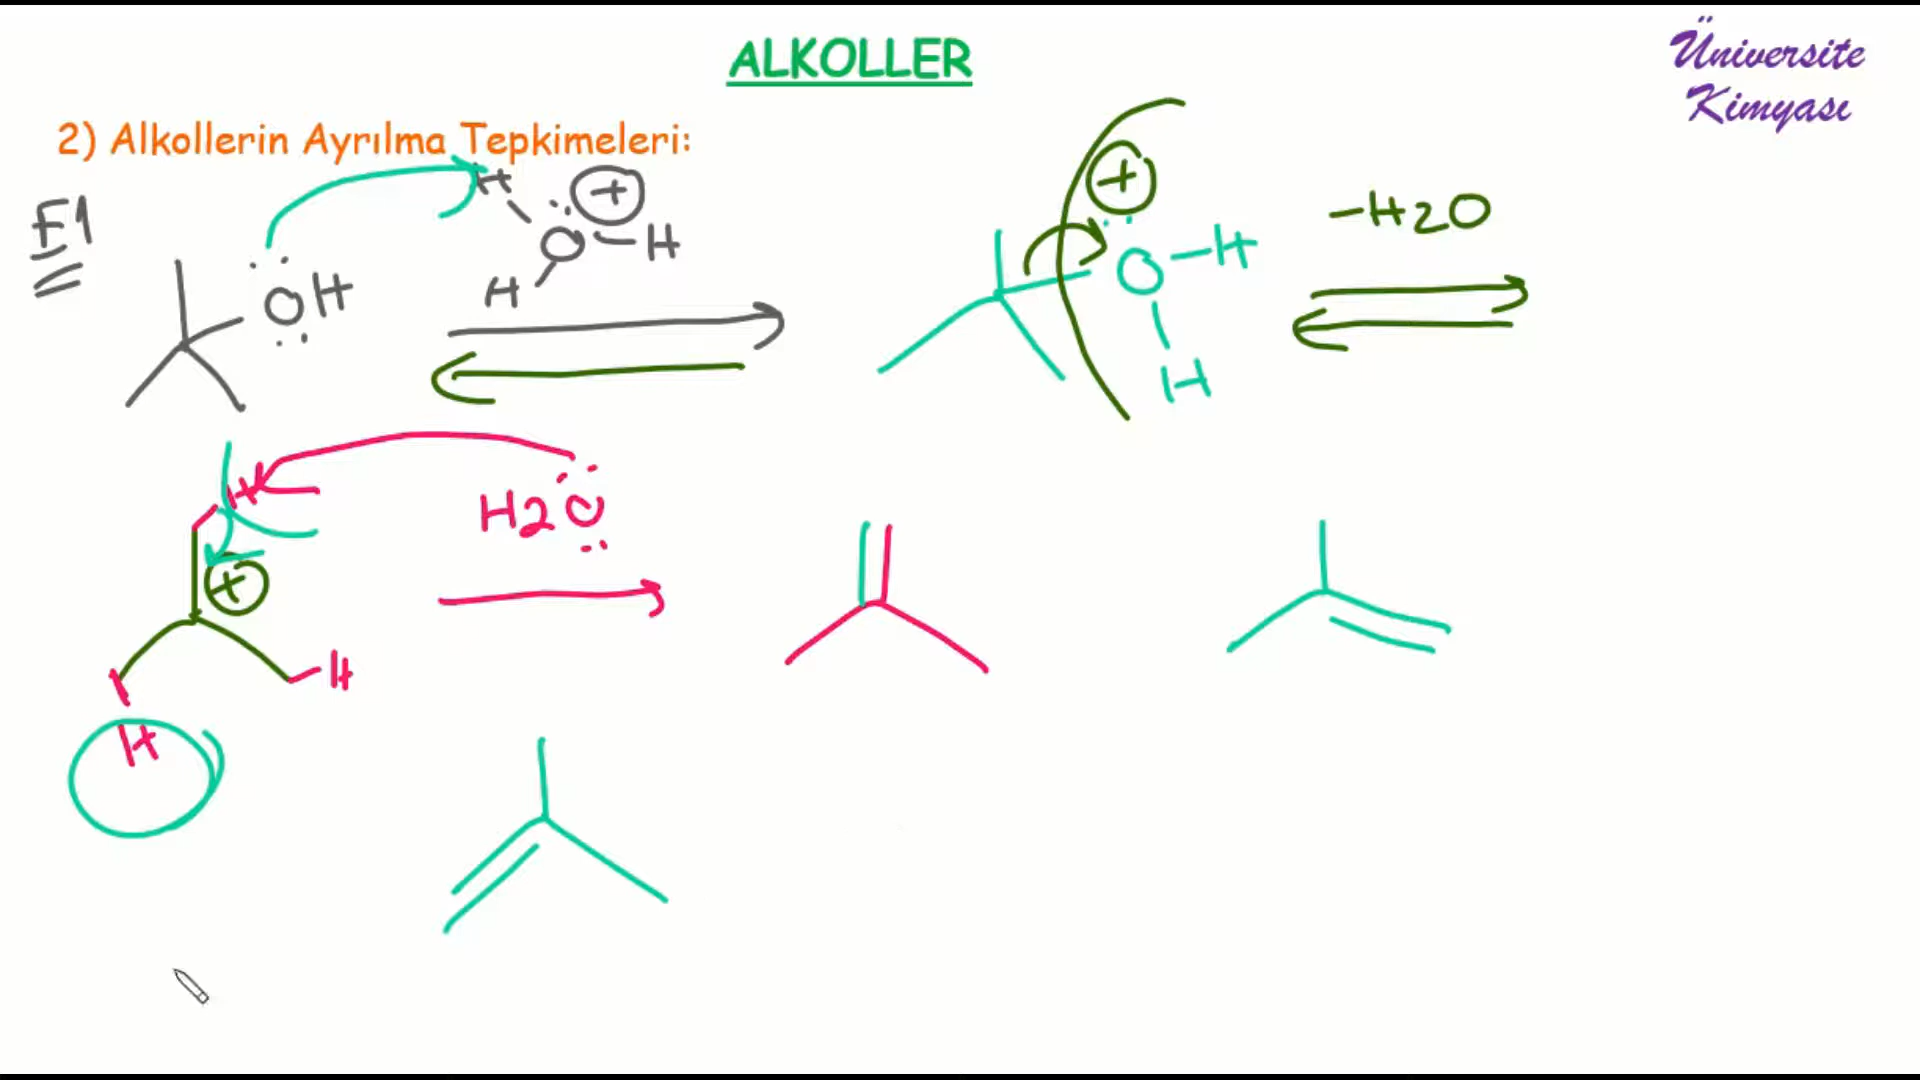 ALKOLLER
Üniversite
Kimyası
2) Alkollerin Ayrılma Tepkimeleri:
E1
OH
H
+
O
H
H
+
O
H
H
-H2O
H
+
H
H
H2O